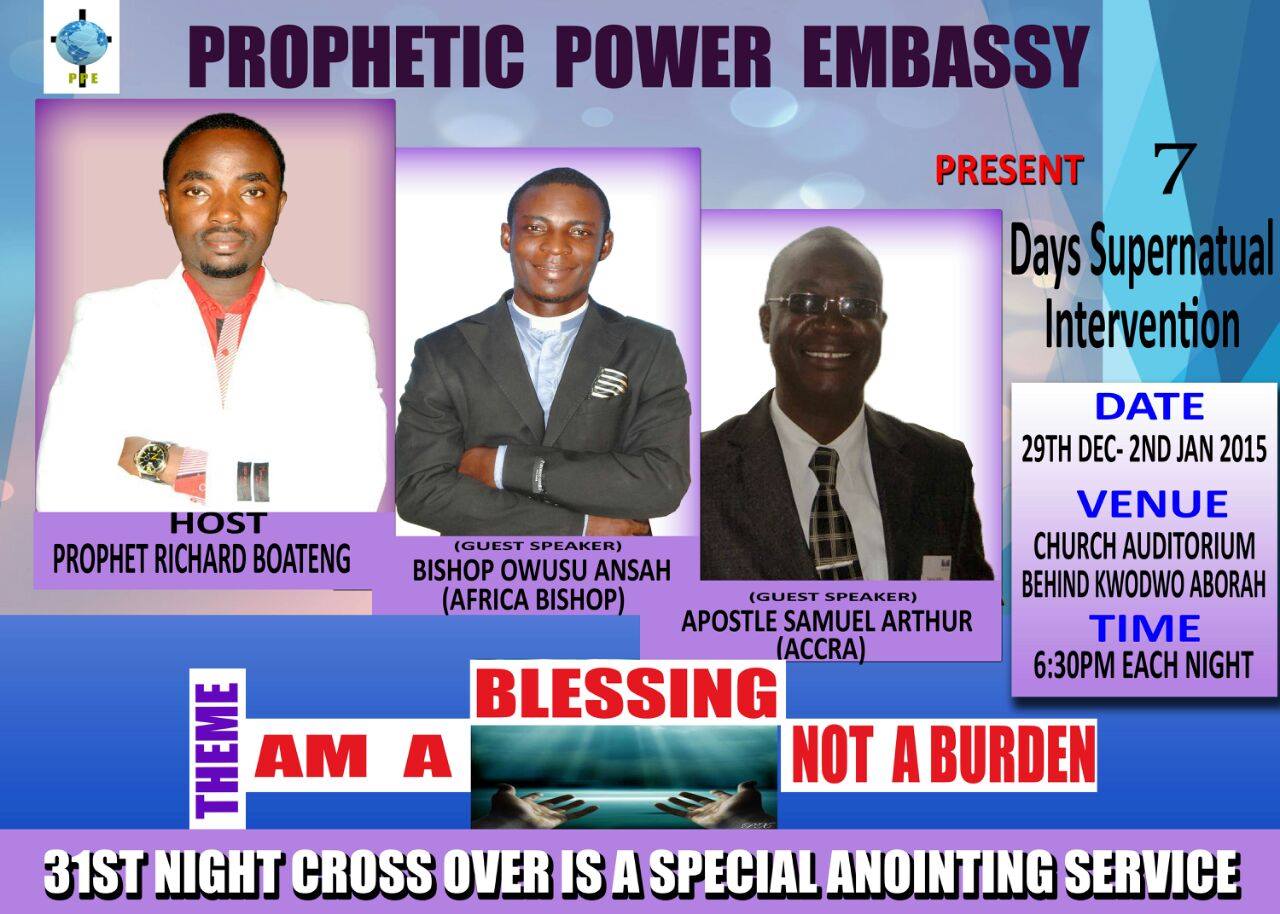 PPE
PROPHETIC POWER EMBASSY
PRESENT 7
Days Supernatual
Intervention
HOST
PROPHET RICHARD BOATENG
(GUEST SPEAKER)
BISHOP OWUSU ANSAH
(AFRICA BISHOP)
(GUEST SPEAKER)
APOSTLE SAMUEL ARTHUR
(ACCRA)
DATE
29TH DEC- 2ND JAN 2015
VENUE
CHURCH AUDITORIUM
BEHIND KWODWO ABORAH
TIME
6:30PM EACH NIGHT
THEME
AM A BLESSING NOT A BURDEN
31ST NIGHT CROSS OVER IS A SPECIAL ANOINTING SERVICE